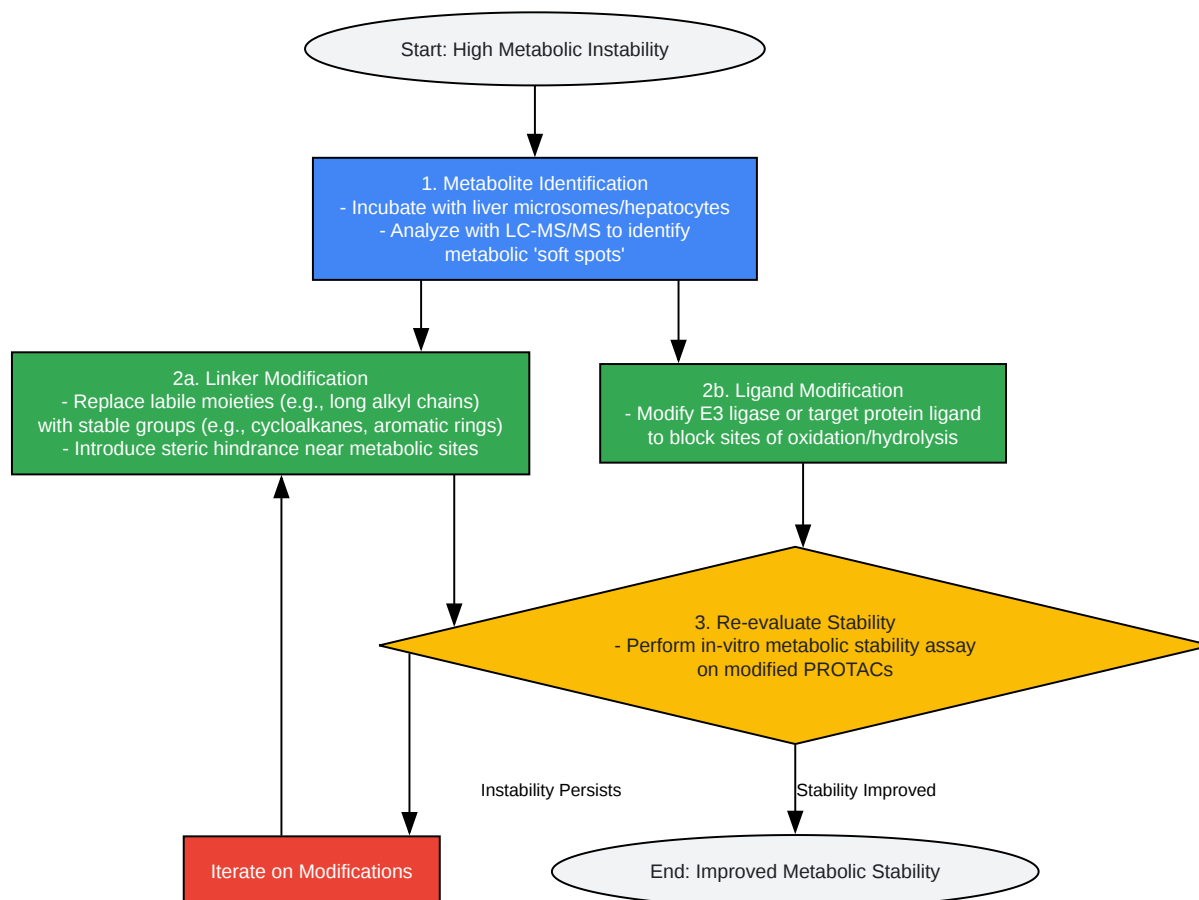 Start: High Metabolic Instability
1. Metabolite Identification
- Incubate with liver microsomes/hepatocytes
- Analyze with LC-MS/MS to identify
metabolic 'soft spots'
2a. Linker Modification
- Replace labile moieties (e.g., long alkyl chains)
with stable groups (e.g., cycloalkanes, aromatic rings)
- Introduce steric hindrance near metabolic sites
2b. Ligand Modification
- Modify E3 ligase or target protein ligand
to block sites of oxidation/hydrolysis
3. Re-evaluate Stability
- Perform in-vitro metabolic stability assay
on modified PROTACs
Instability Persists
Stability Improved
Iterate on Modifications
End: Improved Metabolic Stability